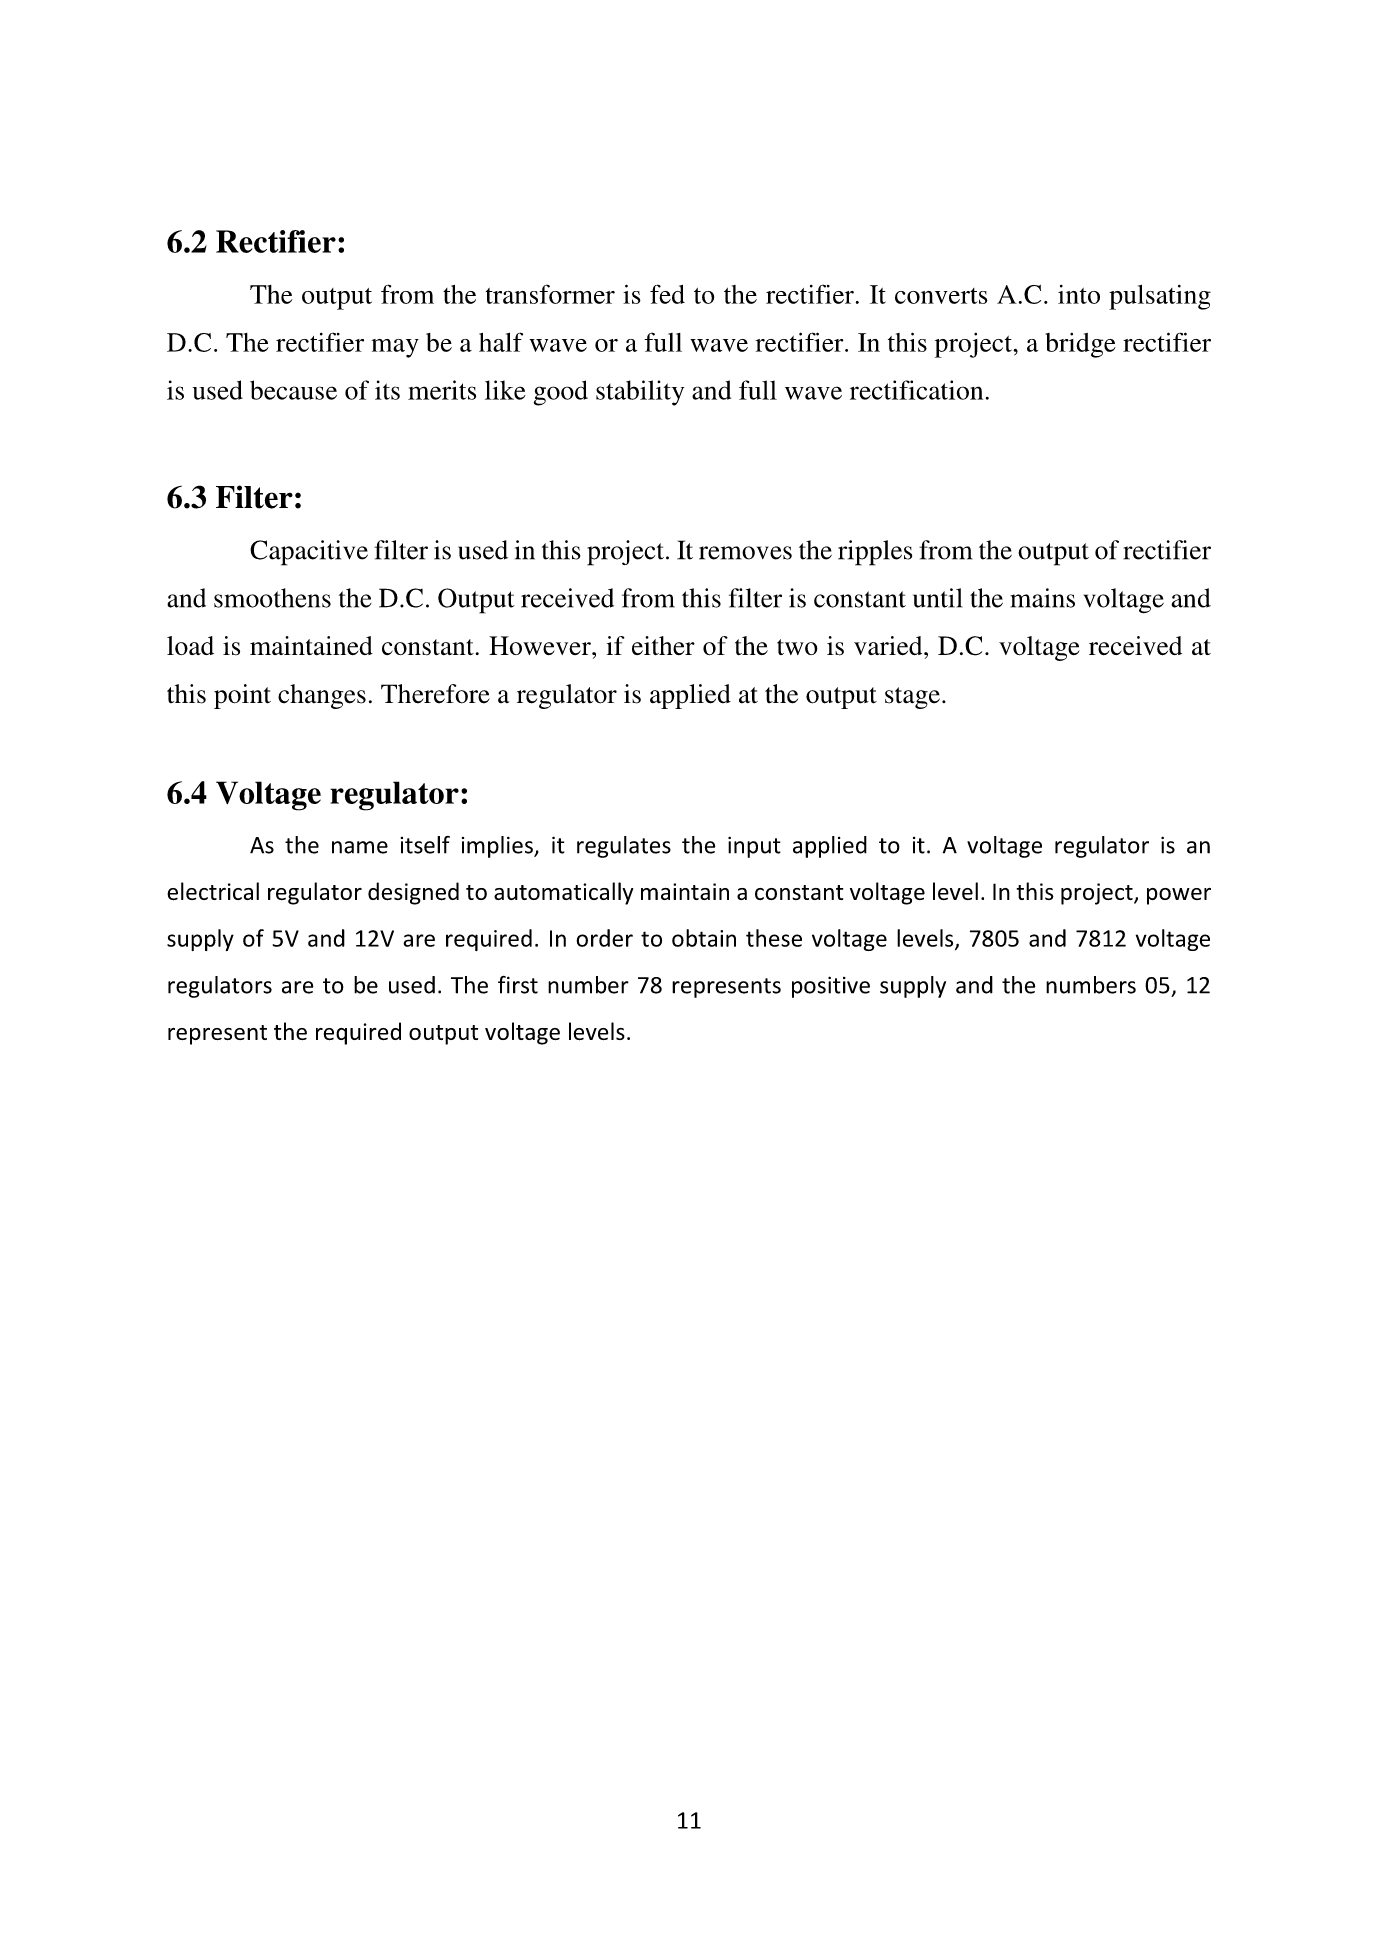 6.2 Rectifier:
The output from the transformer is fed to the rectifier. It converts A.C. into pulsating
D.C. The rectifier may be a half wave or a full wave rectifier. In this project, a bridge rectifier
is used because of its merits like good stability and full wave rectification.
6.3 Filter:
Capacitive filter is used in this project. It removes the ripples from the output of rectifier
and smoothens the D.C. Output received from this filter is constant until the mains voltage and
load is maintained constant. However, if either of the two is varied, D.C. voltage received at
this point changes. Therefore a regulator is applied at the output stage.
6.4 Voltage regulator:
As the name itself implies, it regulates the input applied to it. A voltage regulator is an
electrical regulator designed to automatically maintain a constant voltage level. In this project, power
supply of 5V and 12V are required. In order to obtain these voltage levels, 7805 and 7812 voltage
regulators are to be used. The first number 78 represents positive supply and the numbers 05, 12
represent the required output voltage levels.
11